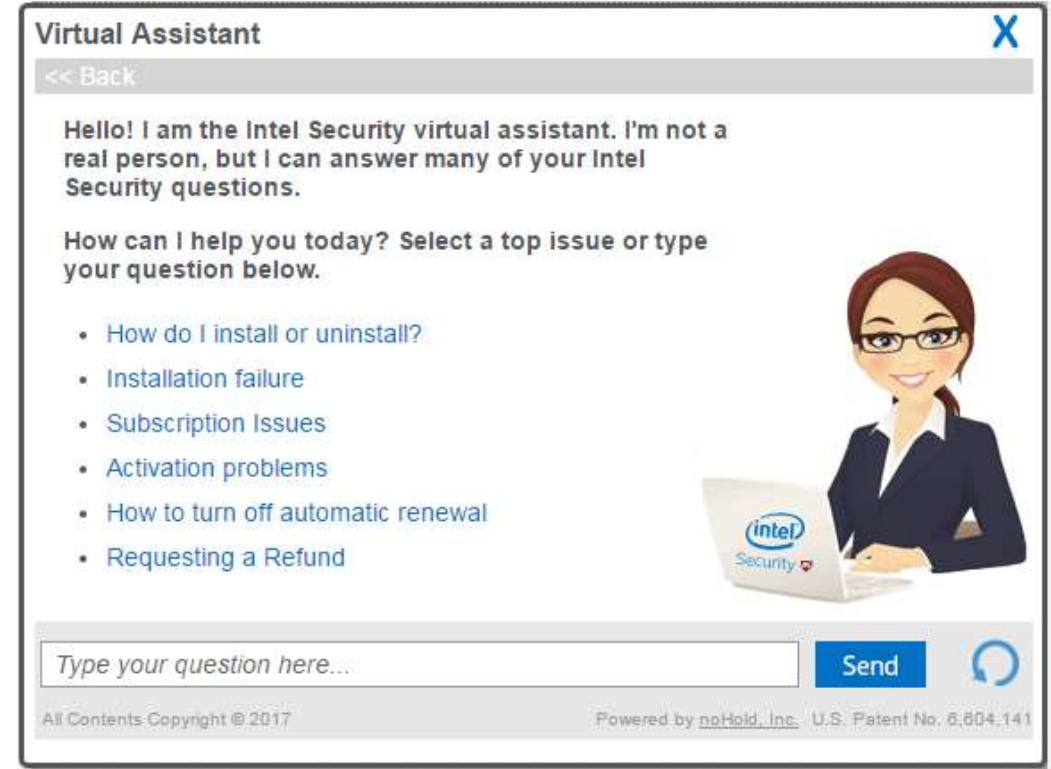 Virtual Assistant
X
<< Back
Hello! I am the Intel Security virtual assistant. I'm not a
real person, but I can answer many of your Intel
Security questions.
How can I help you today? Select a top issue or type
your question below.
• How do I install or uninstall?
• Installation failure
• Subscription Issues
• Activation problems
• How to turn off automatic renewal
• Requesting a Refund
intel
Security
Type your question here...
Send
All Contents Copyright © 2017
Powered by noHold, Inc. U.S. Patent No. 6,604,141